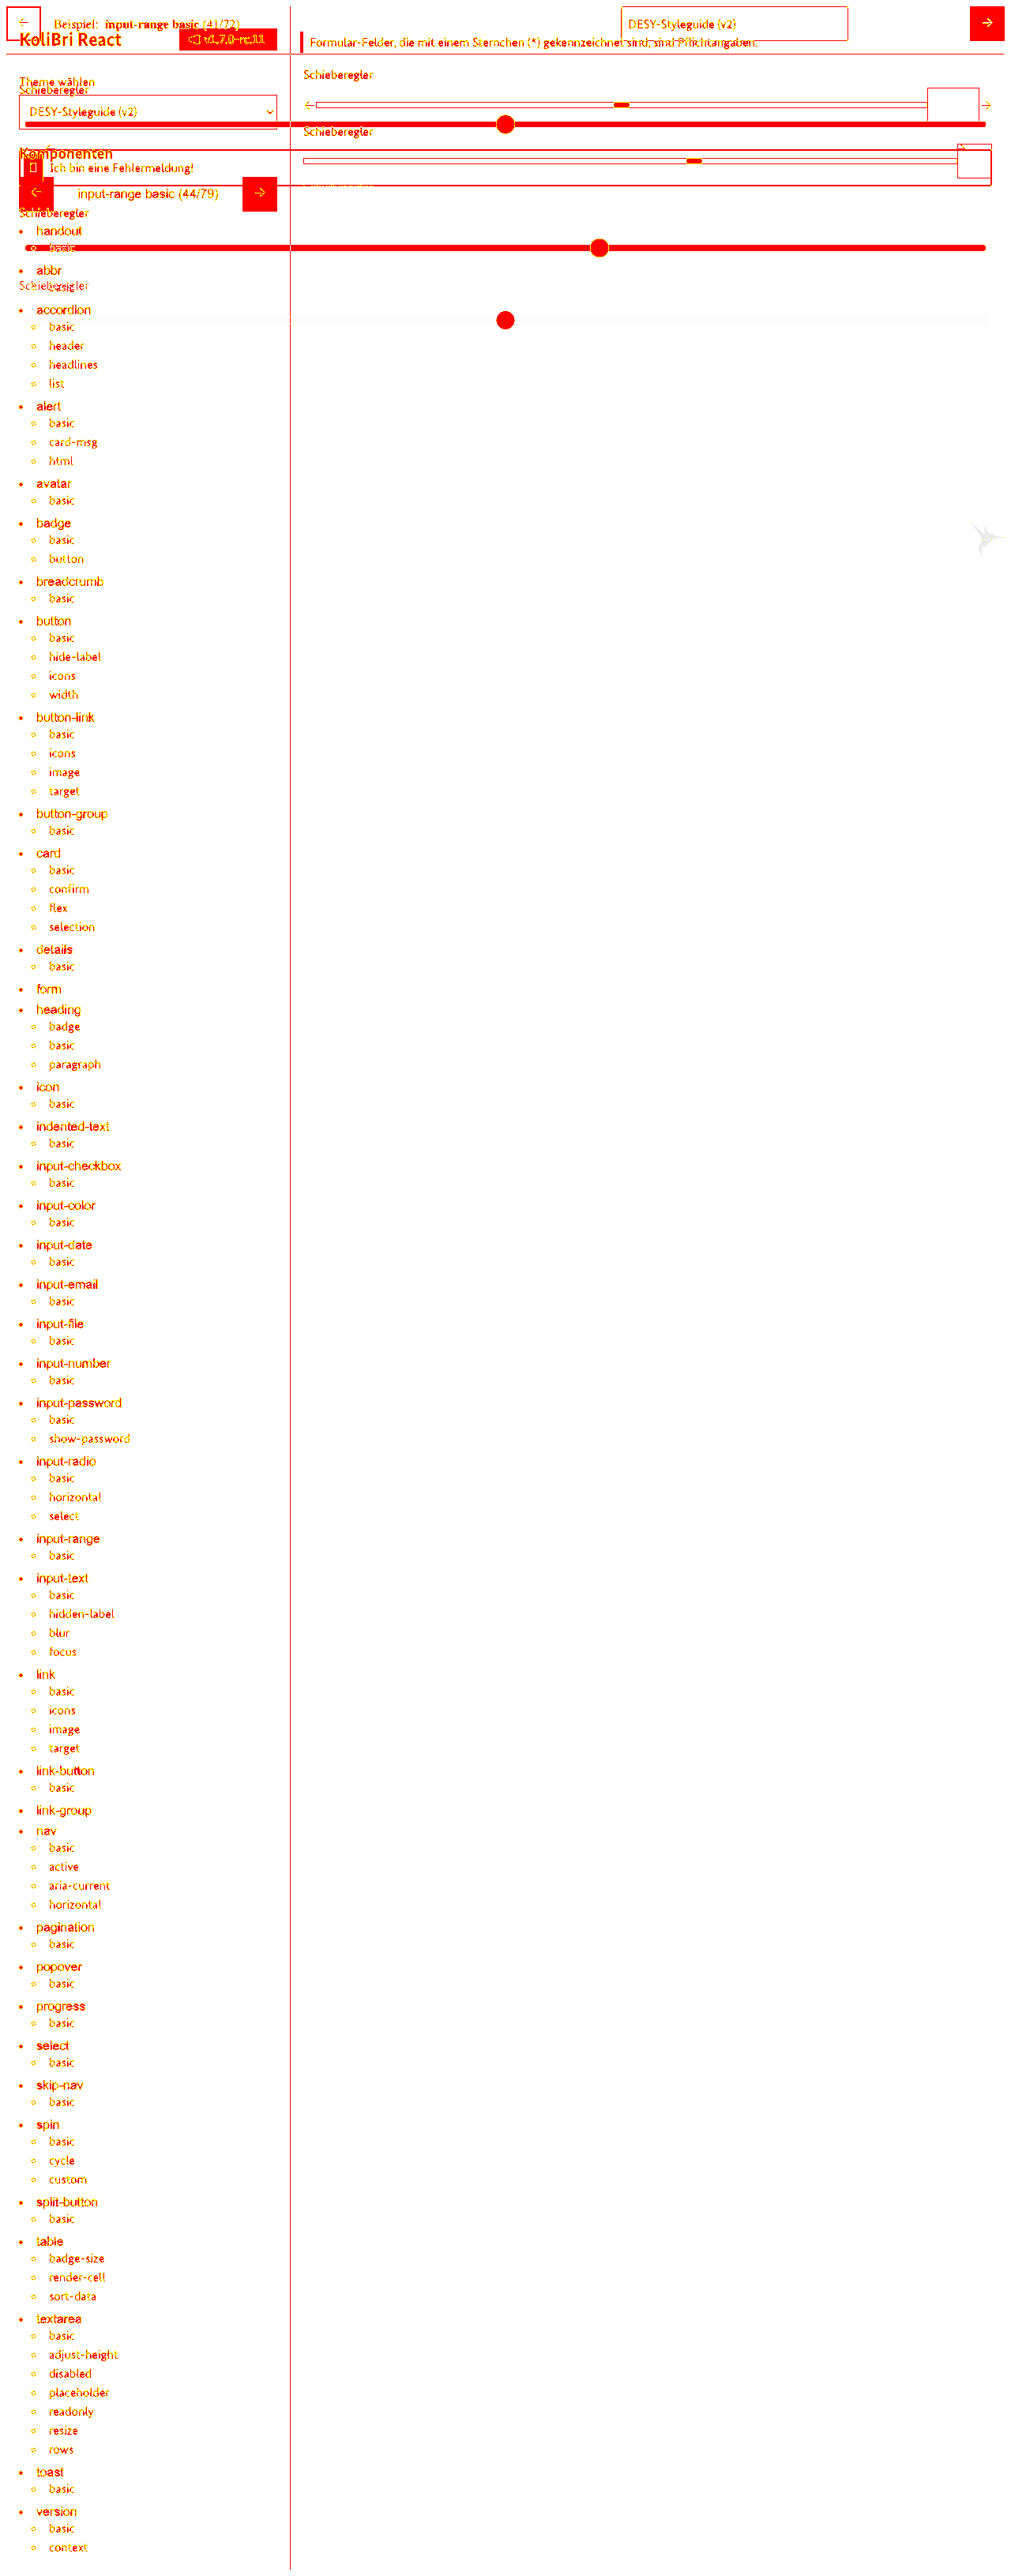 Beispiel: input-range basic (41/72)
DESY-Styleguide (v2)
KoliBri React
v1.7.0-rc.11
Formular-Felder, die mit einem Sternchen (*) gekennzeichnet sind, sind Pflichtangaben.
Schieberegler
Theme wählen
Schieberegler
DESY-Styleguide (v2)
Schieberegler
Komponenten
Ich bin eine Fehlermeldung!
input-range basic (44/79)
Schieberegler
handout
basic
abbr
basic
Schieberegler
accordion
basic
header
headlines
list
alert
basic
card-msg
html
avatar
basic
badge
basic
button
breadcrumb
basic
button
basic
hide-label
icons
width
button-link
basic
icons
image
target
button-group
basic
card
basic
confirm
flex
selection
details
basic
form
heading
badge
basic
paragraph
icon
basic
indented-text
basic
input-checkbox
basic
input-color
basic
input-date
basic
input-email
basic
input-file
basic
input-number
basic
input-password
basic
show-password
input-radio
basic
horizontal
select
input-range
basic
input-text
basic
hidden-label
blur
focus
link
basic
icons
image
target
link-button
basic
link-group
nav
basic
active
aria-current
horizontal
pagination
basic
popover
basic
progress
basic
select
basic
skip-nav
basic
spin
basic
cycle
custom
split-button
basic
table
badge-size
render-cell
sort-data
textarea
basic
adjust-height
disabled
placeholder
readonly
resize
rows
toast
basic
version
basic
context